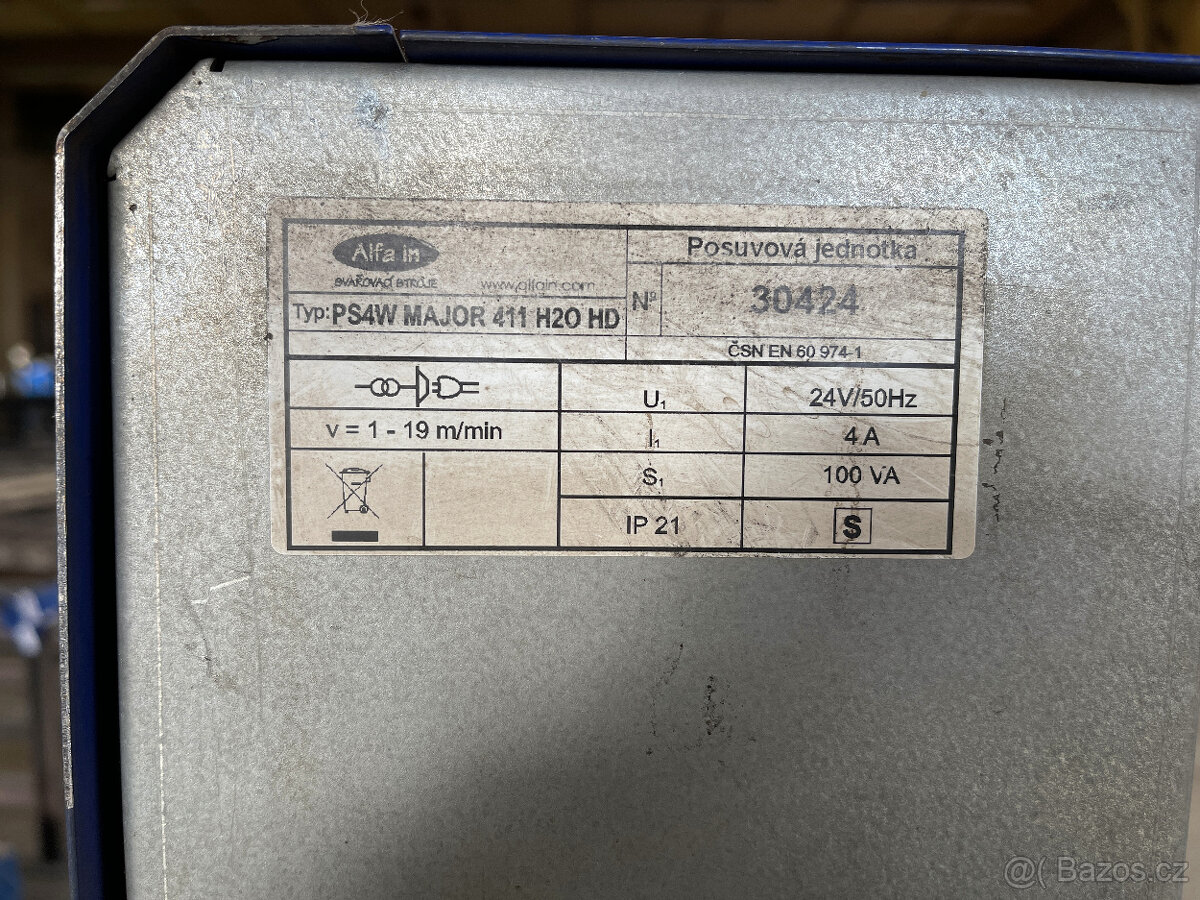 Alfa in
SVAŘOVACÍ STROJE
www.alfain.com
Typ: PS4W MAJOR 411 H2O HD
Posuvová jednotka
Nº 30424
ČSN EN 60 974-1
U₁ 24V/50Hz
v = 1 - 19 m/min
I₁ 4 A
S₁ 100 VA
IP 21 S
@( Bazos.cz